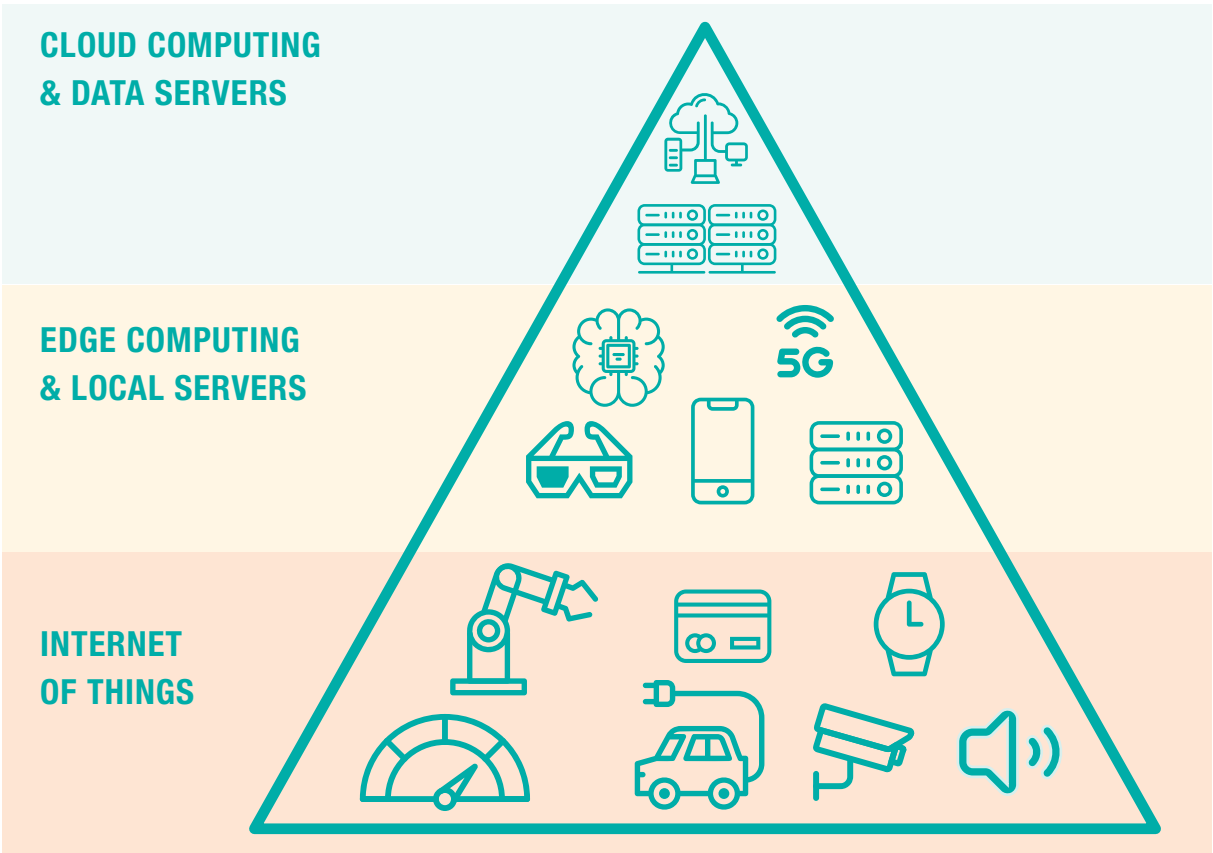 CLOUD COMPUTING
& DATA SERVERS
EDGE COMPUTING
& LOCAL SERVERS
5G
INTERNET
OF THINGS